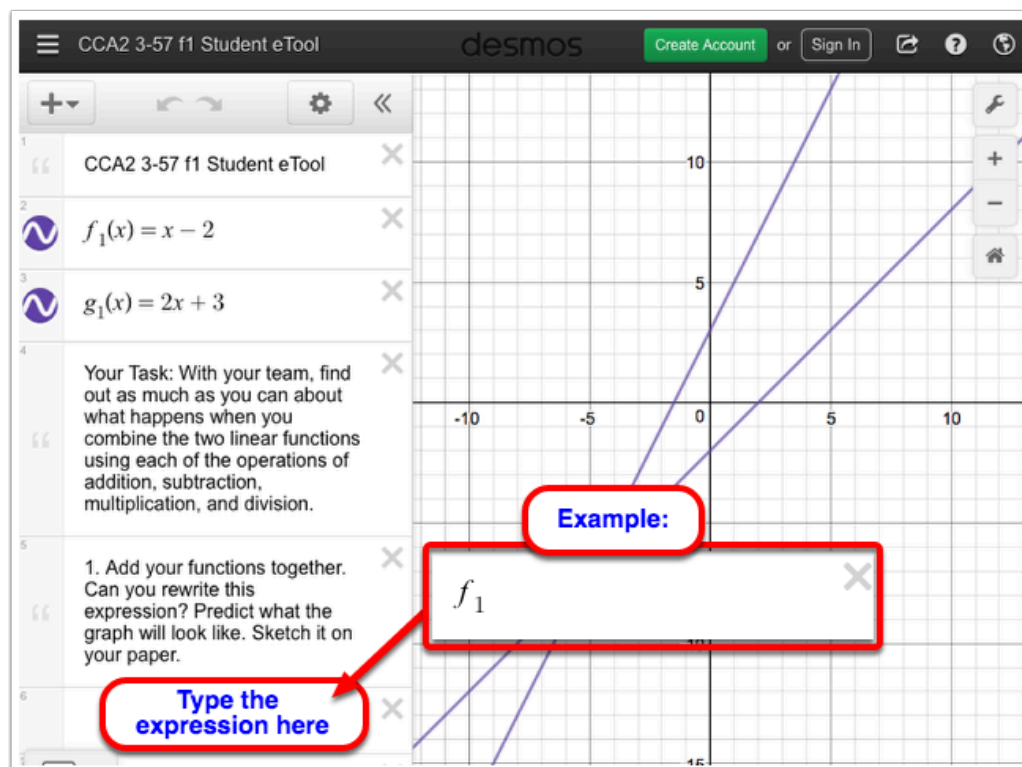 CCA2 3-57 f1 Student eTool
desmos
Create Account
or
Sign In
1
CCA2 3-57 f1 Student eTool
2
f₁(x) = x − 2
3
g₁(x) = 2x + 3
4
Your Task: With your team, find
out as much as you can about
what happens when you
combine the two linear functions
using each of the operations of
addition, subtraction,
multiplication, and division.
5
1. Add your functions together.
Can you rewrite this
expression? Predict what the
graph will look like. Sketch it on
your paper.
6
Type the
expression here
10
5
-10
-5
0
5
10
Example:
f₁